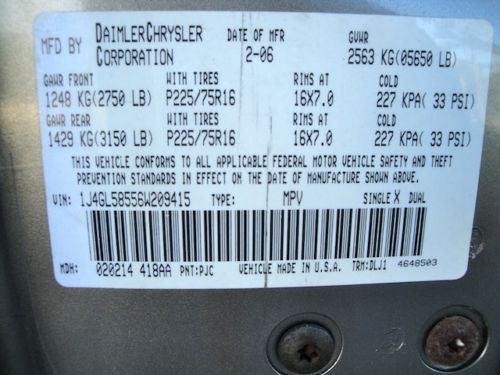 MFD BY DAIMLERCHRYSLER CORPORATION DATE OF MFR 2-06 GVWR 2563 KG(05650 LB)
GAWR FRONT WITH TIRES RIMS AT COLD
1248 KG(2750 LB) P225/75R16 16X7.0 227 KPA( 33 PSI)
GAWR REAR WITH TIRES RIMS AT COLD
1429 KG(3150 LB) P225/75R16 16X7.0 227 KPA( 33 PSI)
THIS VEHICLE CONFORMS TO ALL APPLICABLE FEDERAL MOTOR VEHICLE SAFETY AND THEFT
PREVENTION STANDARDS IN EFFECT ON THE DATE OF MANUFACTURE SHOWN ABOVE.
VIN: 1J4GL58556W209415 TYPE: MPV SINGLE X DUAL
MDH: 020214 418AA PNT:PJC VEHICLE MADE IN U.S.A. TRM:DLJ1 4648503